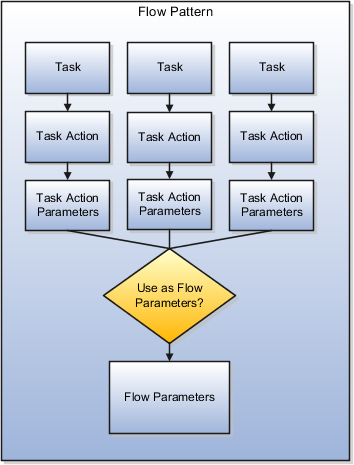 Flow Pattern
Task
Task
Task
Task Action
Task Action
Task Action
Task Action
Parameters
Task Action
Parameters
Task Action
Parameters
Use as Flow
Parameters?
Flow Parameters